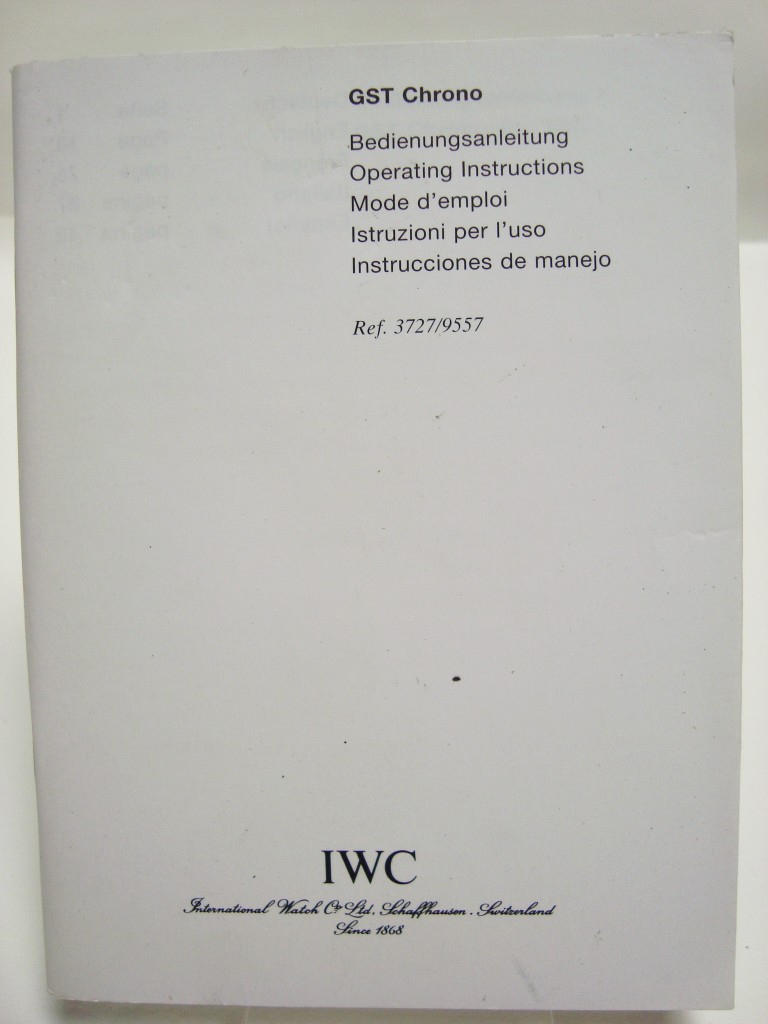 GST Chrono
Bedienungsanleitung
Operating Instructions
Mode d'emploi
Istruzioni per l'uso
Instrucciones de manejo
Ref. 3727/9557
IWC
International Watch Co Ltd. Schaffhausen. Switzerland
Since 1868